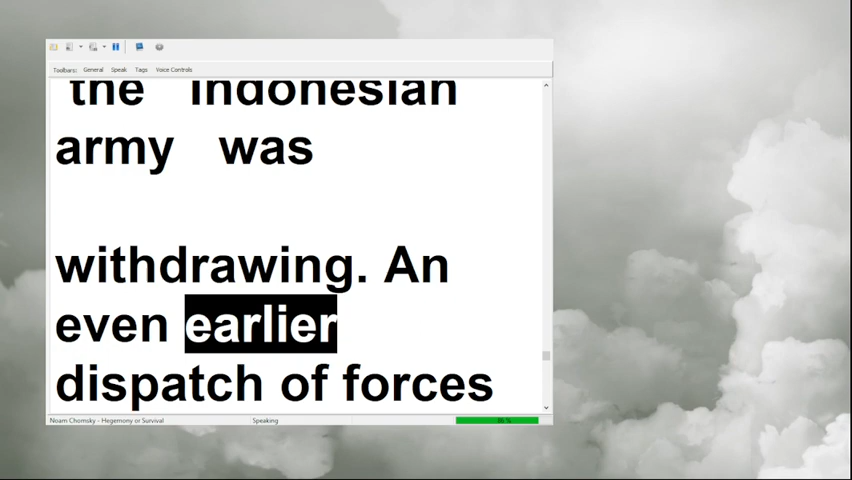 Toolbars: General Speak Tags Voice Controls
the indonesian
army was
withdrawing. An
even earlier
dispatch of forces
Noam Chomsky - Hegemony or Survival Speaking